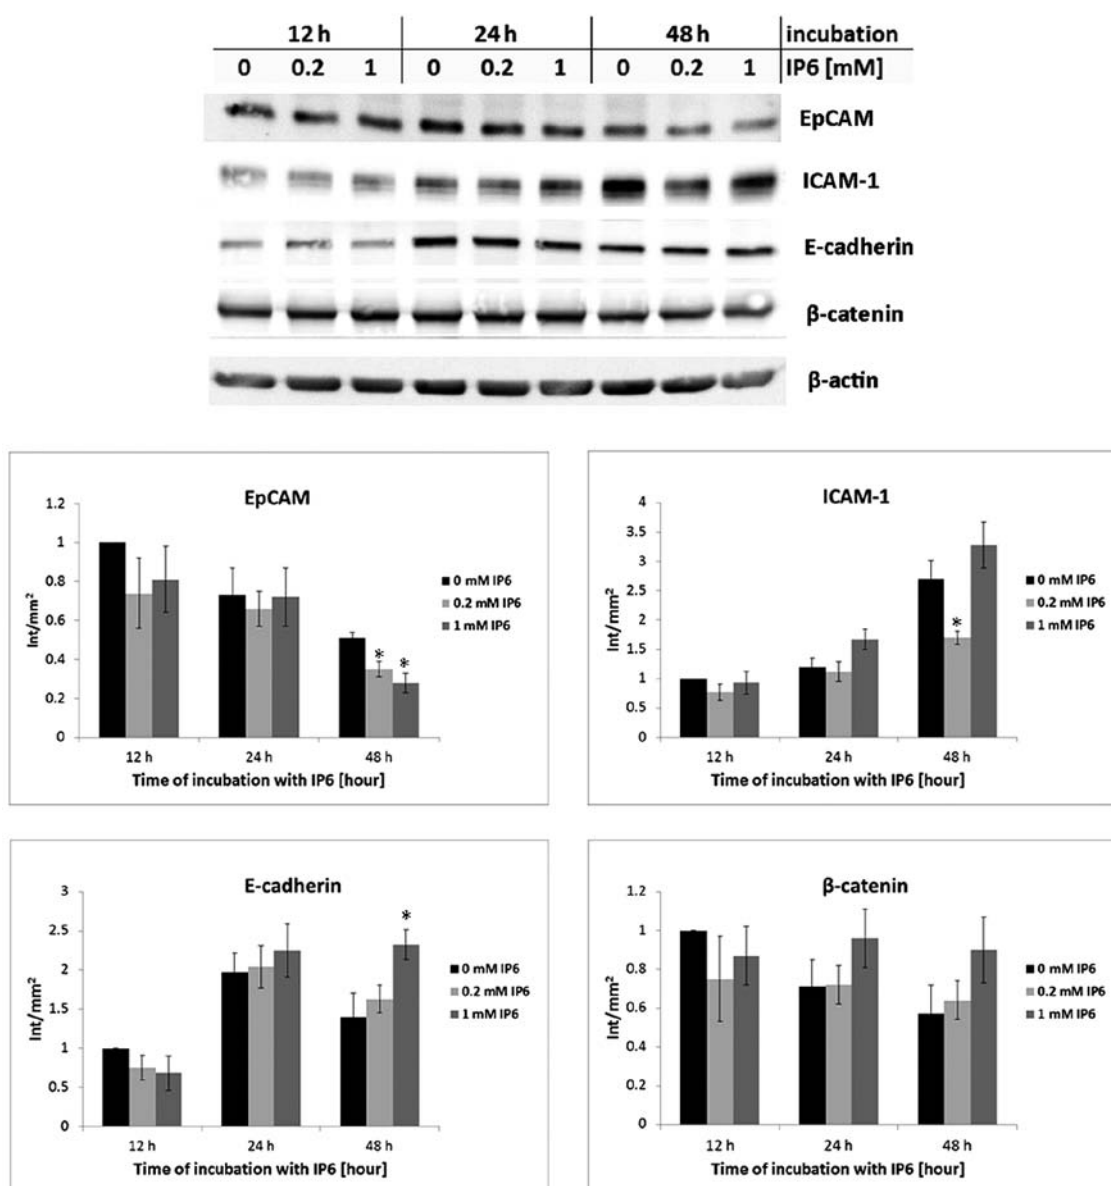 12 h 24 h 48 h incubation
0 0.2 1 0 0.2 1 0 0.2 1 IP6 [mM]
EpCAM
ICAM-1
E-cadherin
β-catenin
β-actin
EpCAM
Int/mm²
1.2
1
0.8
0.6
0.4
0.2
0
* *
12 h 24 h 48 h
Time of incubation with IP6 [hour]
0 mM IP6
0.2 mM IP6
1 mM IP6
ICAM-1
Int/mm²
4
3.5
3
2.5
2
1.5
1
0.5
0
*
12 h 24 h 48 h
Time of incubation with IP6 [hour]
0 mM IP6
0.2 mM IP6
1 mM IP6
E-cadherin
Int/mm²
3
2.5
2
1.5
1
0.5
0
*
12 h 24 h 48 h
Time of incubation with IP6 [hour]
0 mM IP6
0.2 mM IP6
1 mM IP6
β-catenin
Int/mm²
1.2
1
0.8
0.6
0.4
0.2
0
12 h 24 h 48 h
Time of incubation with IP6 [hour]
0 mM IP6
0.2 mM IP6
1 mM IP6